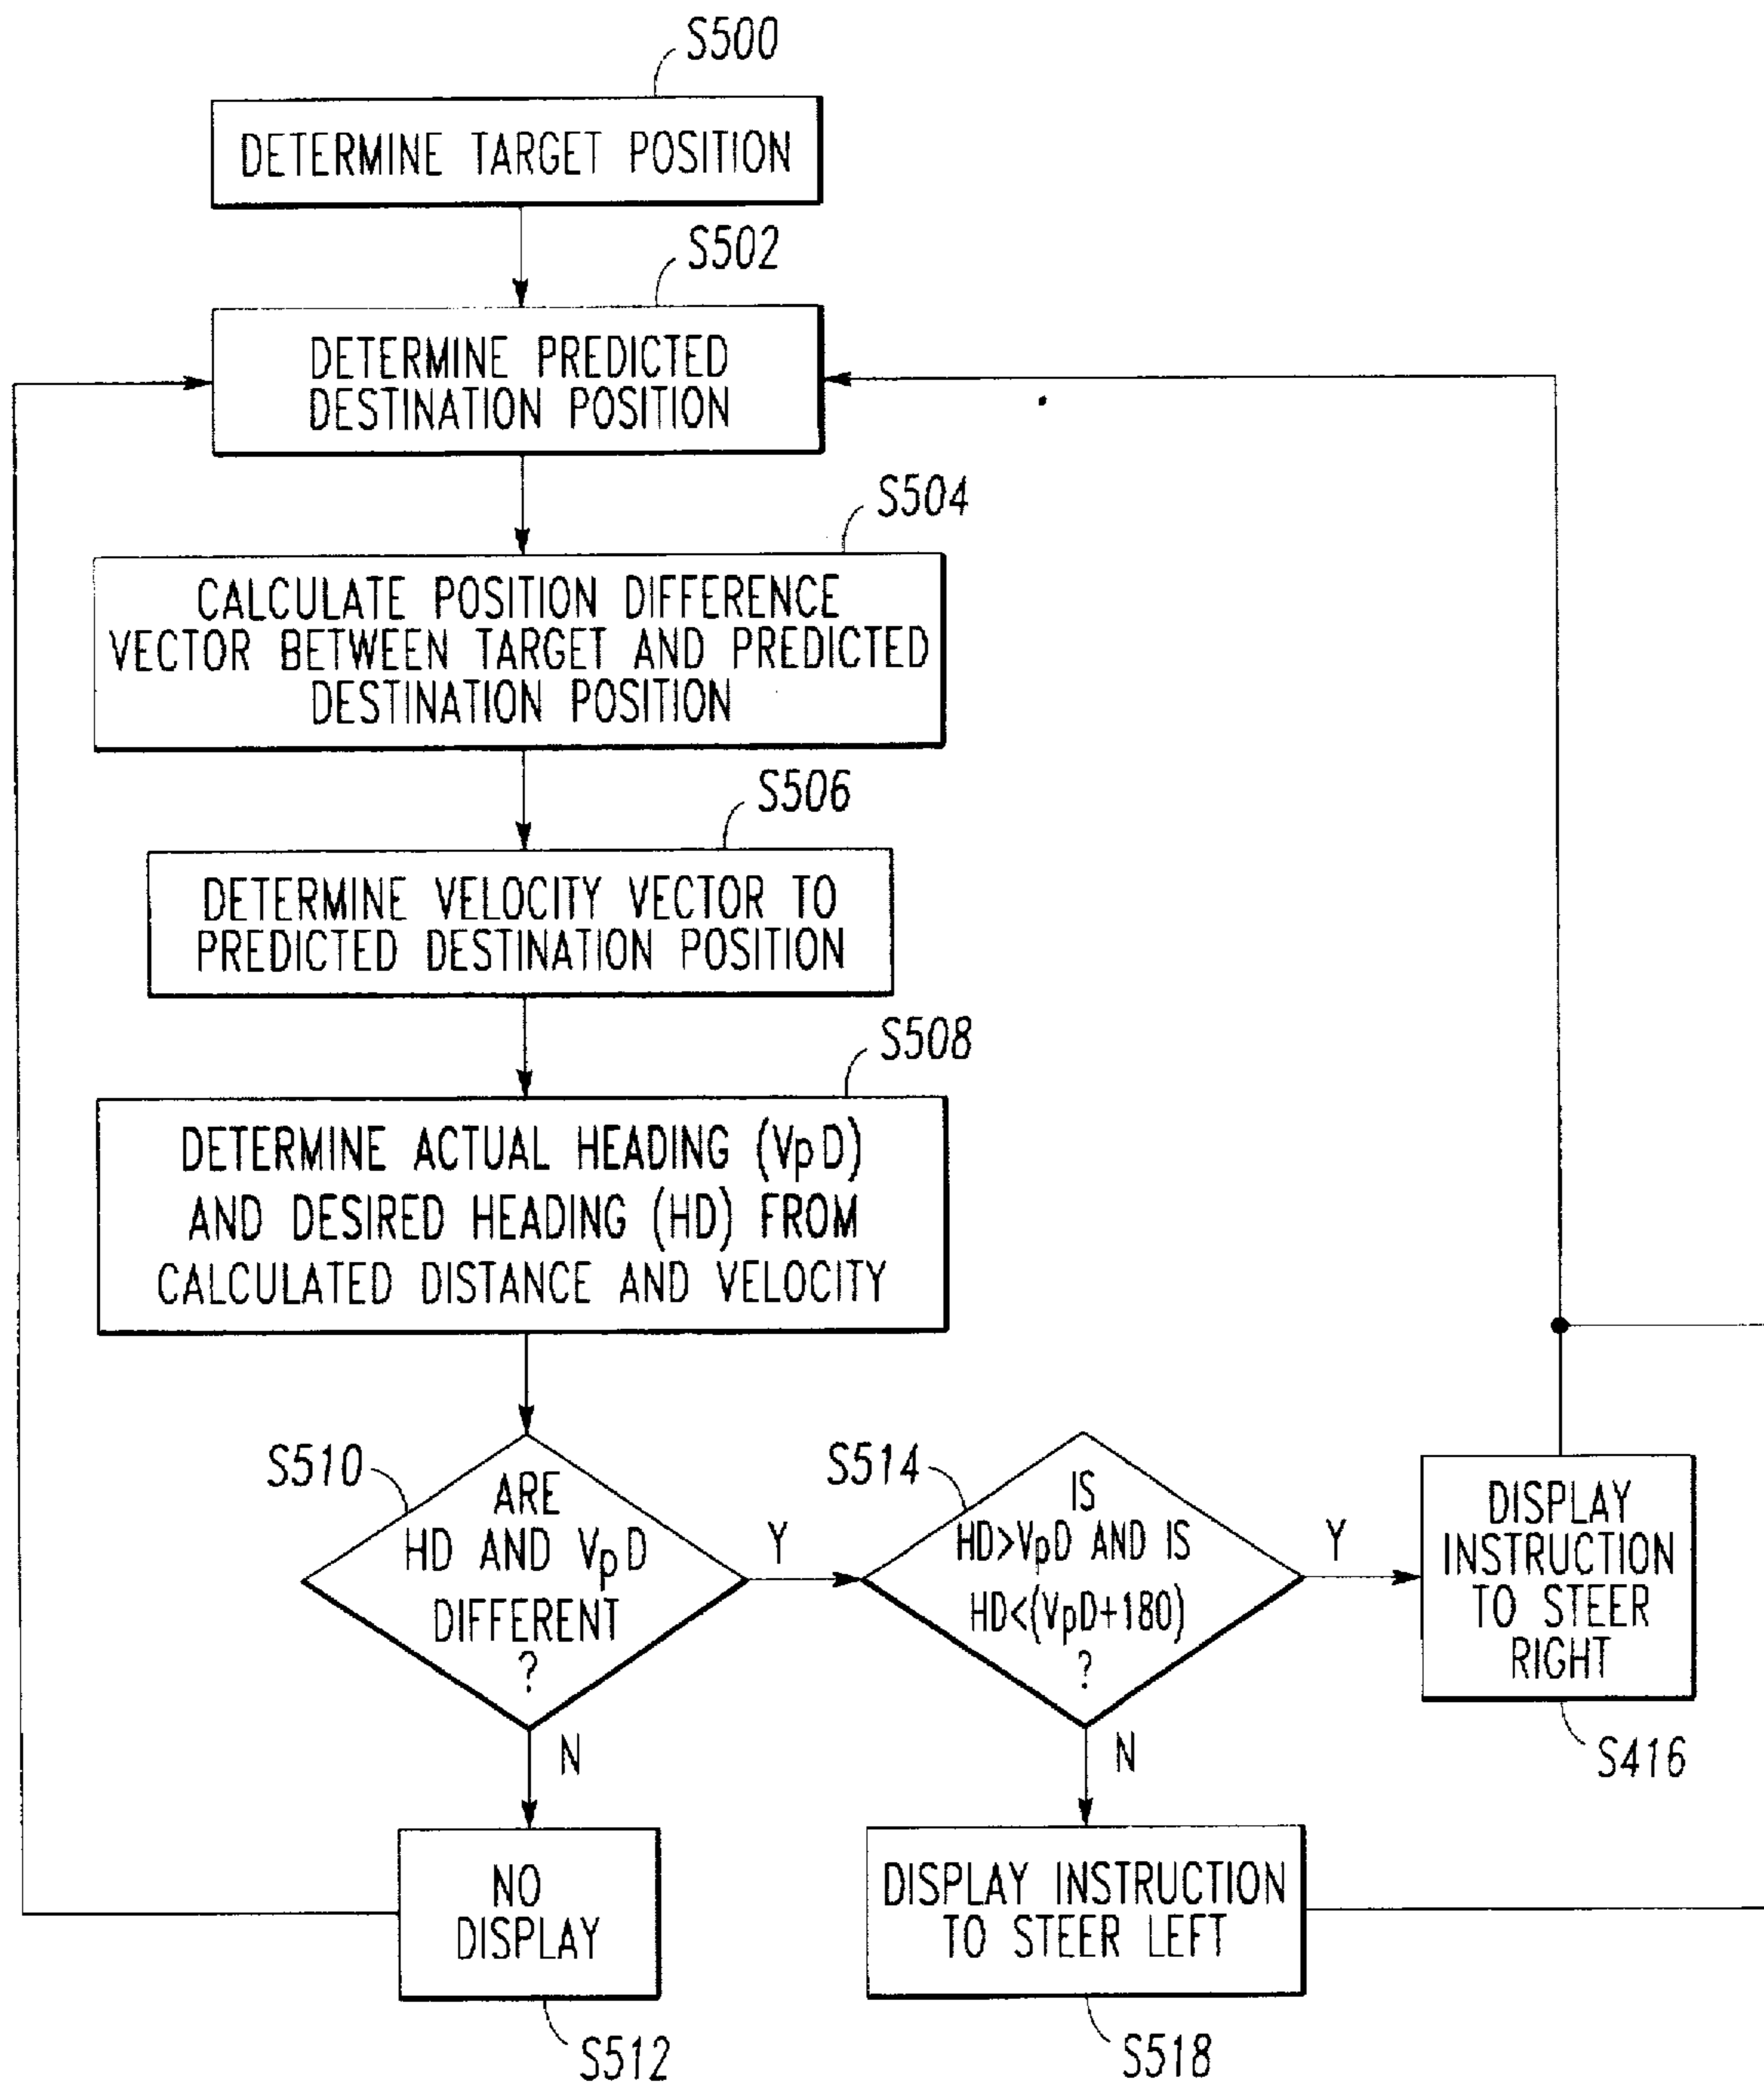 S500
DETERMINE TARGET POSITION
S502
DETERMINE PREDICTED
DESTINATION POSITION
S504
CALCULATE POSITION DIFFERENCE
VECTOR BETWEEN TARGET AND PREDICTED
DESTINATION POSITION
S506
DETERMINE VELOCITY VECTOR TO
PREDICTED DESTINATION POSITION
S508
DETERMINE ACTUAL HEADING (VpD)
AND DESIRED HEADING (HD) FROM
CALCULATED DISTANCE AND VELOCITY
S510
ARE
HD AND VpD
DIFFERENT
?
Y
N
S514
IS
HD>VpD AND IS
HD<(VpD+180)
?
Y
N
DISPLAY
INSTRUCTION
TO STEER
RIGHT
S416
NO
DISPLAY
S512
DISPLAY INSTRUCTION
TO STEER LEFT
S518